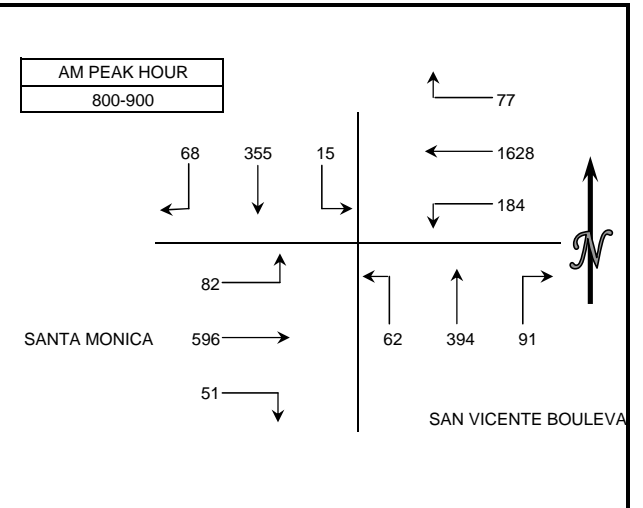 AM PEAK HOUR
800-900
77
68 355 15 1628
184
N
82
SANTA MONICA 596 62 394 91
51
SAN VICENTE BOULEVA